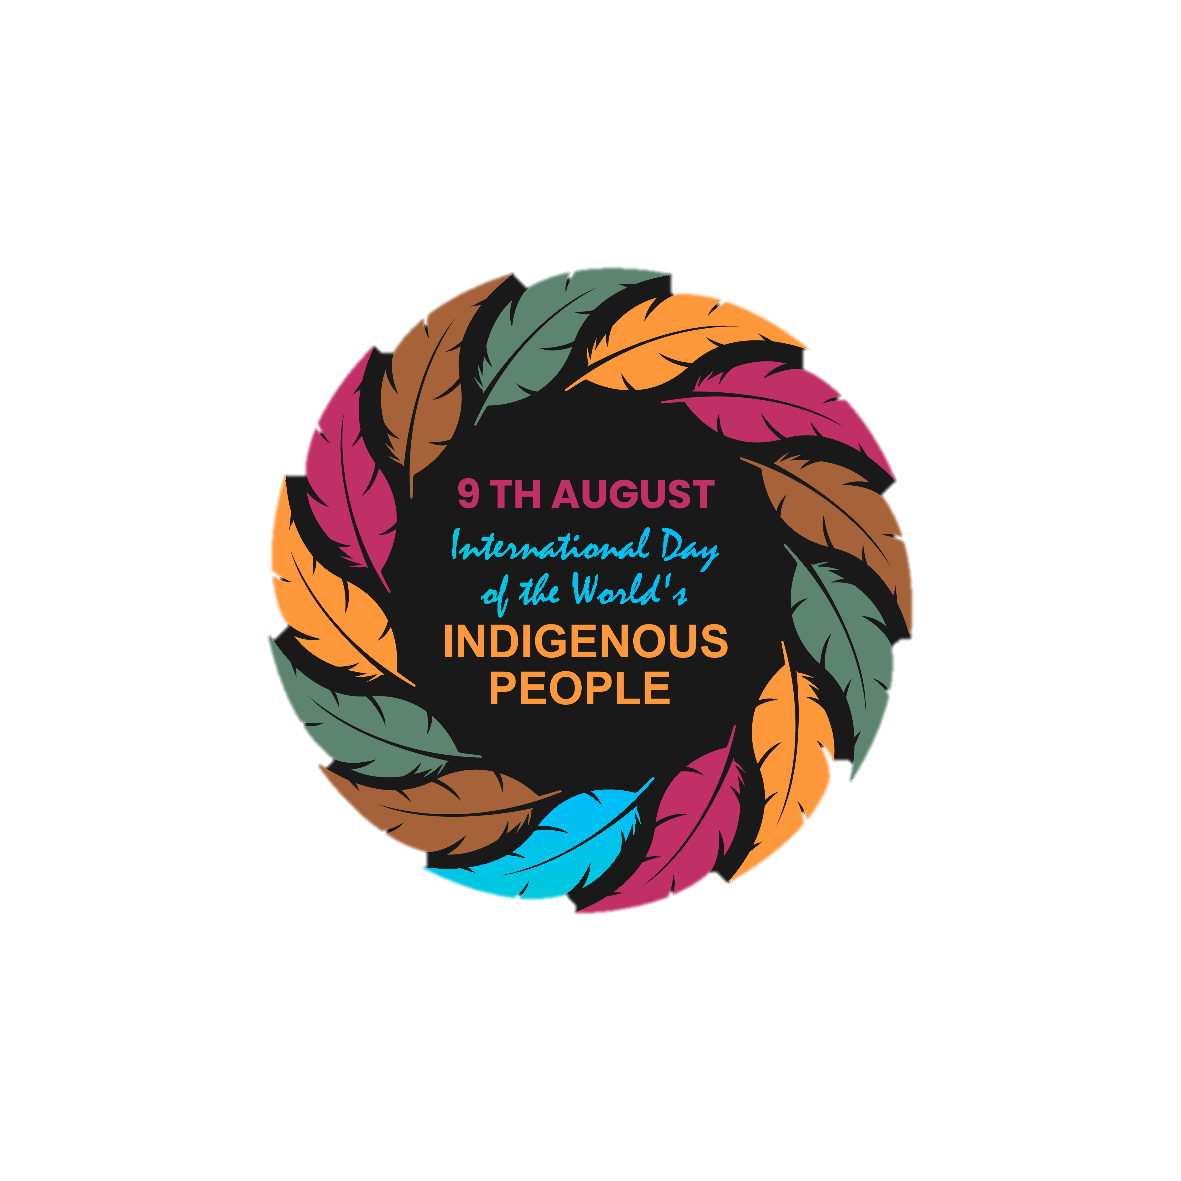 9 TH AUGUST
International Day
of the World's
INDIGENOUS
PEOPLE